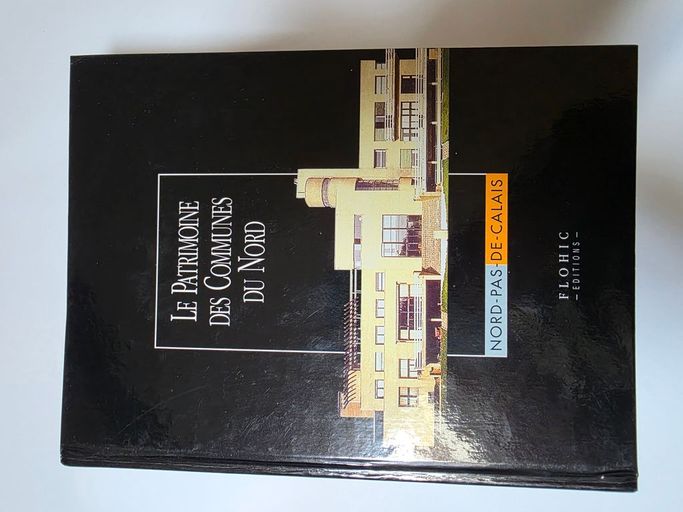 LE PATRIMOINE
DES COMMUNES
DU NORD
NORD-PAS-DE-CALAIS
FLOHIC
–EDITIONS–